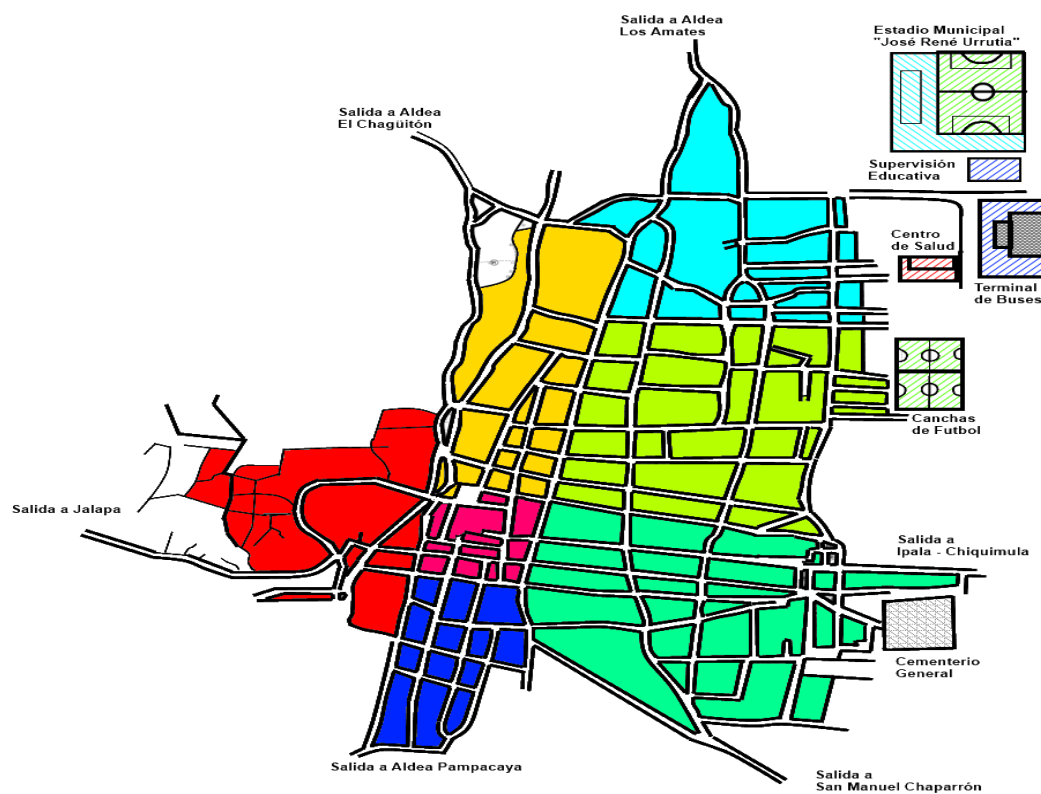 Salida a Aldea
Los Amates
Estadio Municipal
"José René Urrutia"
Salida a Aldea
El Chagüitón
Supervisión
Educativa
Centro
de Salud
Terminal
de Buses
Canchas
de Futbol
Salida a Jalapa
Salida a
Ipala - Chiquimula
Cementerio
General
Salida a Aldea Pampacaya
Salida a
San Manuel Chaparrón